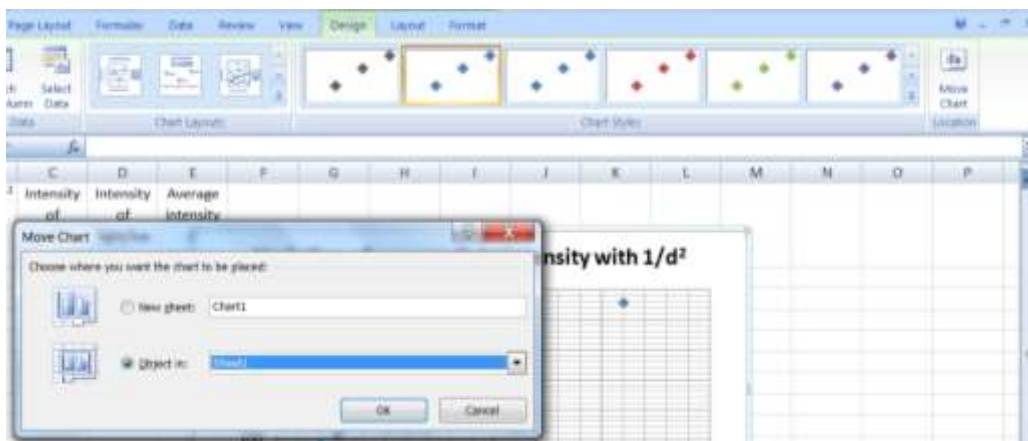 Page Layout Formulas Data Review View Design Layout Format
Select Data
Move Chart
Data Chart Layouts Chart Styles Location
C D E F G H I J K L M N O P
Intensity Intensity Average
of of intensity
Move Chart
Choose where you want the chart to be placed:
New sheet: Chart1
Object in:
OK Cancel
nsity with 1/d²